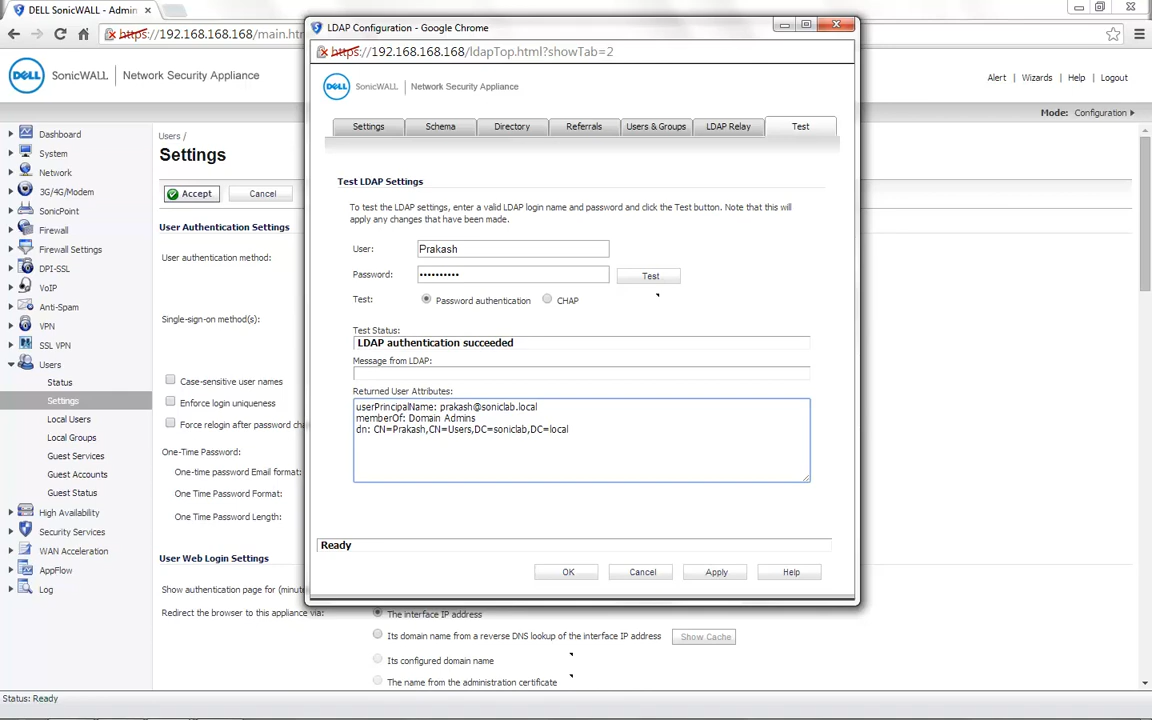 DELL SonicWALL - Admin
LDAP Configuration - Google Chrome
https://192.168.168.168/main.htm
https://192.168.168.168/ldapTop.html?showTab=2
DELL SonicWALL Network Security Appliance
DELL SonicWALL Network Security Appliance
Alert Wizards Help Logout
Mode: Configuration
Dashboard
System
Network
3G/4G/Modem
SonicPoint
Firewall
Firewall Settings
DPI-SSL
VoIP
Anti-Spam
VPN
SSL VPN
Users
Status
Settings
Local Users
Local Groups
Guest Services
Guest Accounts
Guest Status
High Availability
Security Services
WAN Acceleration
AppFlow
Log
Users /
Settings
Accept Cancel
User Authentication Settings
User authentication method:
Single-sign-on method(s):
Case-sensitive user names
Enforce login uniqueness
Force relogin after password cha
One-Time Password:
One-time password Email format:
One Time Password Format:
One Time Password Length:
User Web Login Settings
Show authentication page for (minute
Redirect the browser to this appliance via:
The interface IP address
Its domain name from a reverse DNS lookup of the interface IP address Show Cache
Its configured domain name
The name from the administration certificate
Settings Schema Directory Referrals Users & Groups LDAP Relay Test
Test LDAP Settings
To test the LDAP settings, enter a valid LDAP login name and password and click the Test button. Note that this will
apply any changes that have been made.
User: Prakash
Password: •••••••••• Test
Test: Password authentication CHAP
Test Status:
LDAP authentication succeeded
Message from LDAP:
Returned User Attributes:
userPrincipalName: prakash@soniclab.local
memberOf: Domain Admins
dn: CN=Prakash,CN=Users,DC=soniclab,DC=local
Ready
OK Cancel Apply Help
Status: Ready